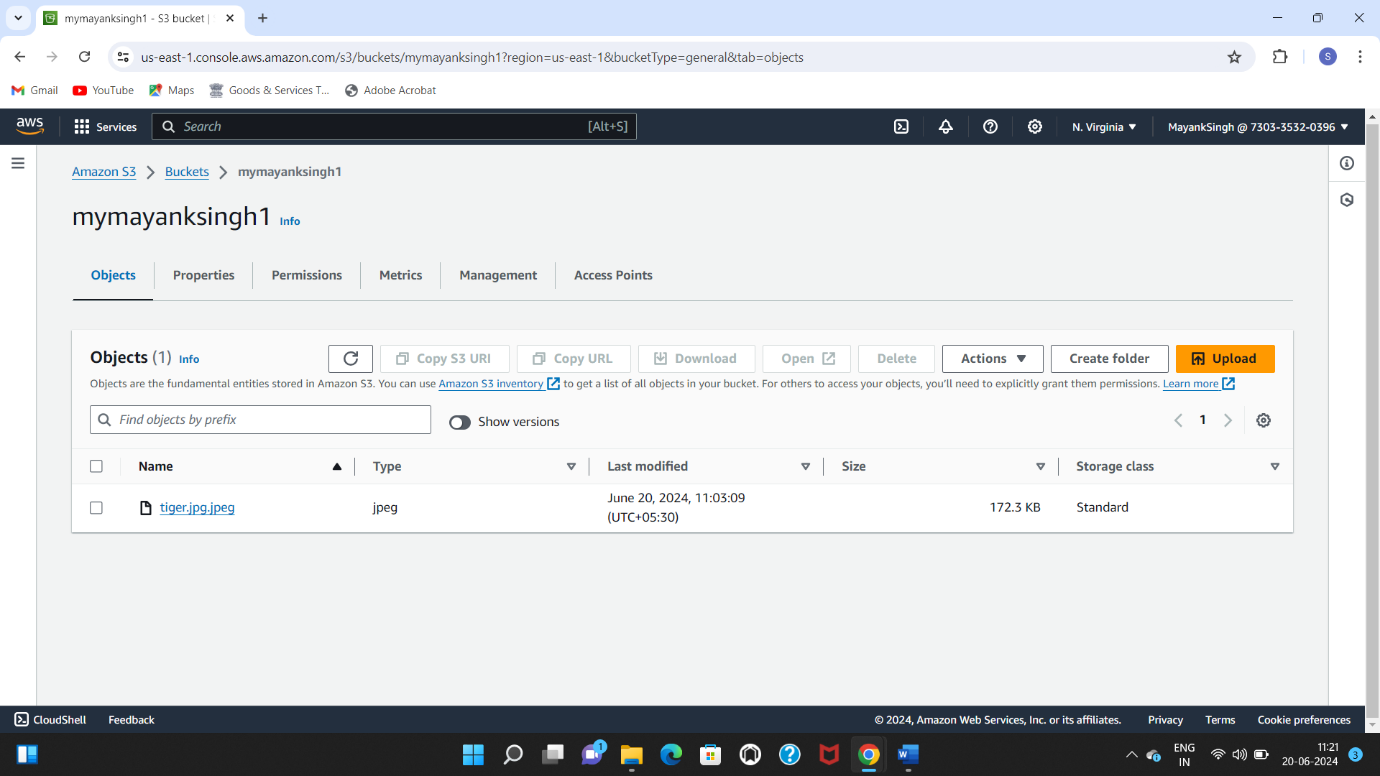 mymayanksingh1 - S3 bucket |
us-east-1.console.aws.amazon.com/s3/buckets/mymayanksingh1?region=us-east-1&bucketType=general&tab=objects
S
Gmail YouTube Maps Goods & Services T... Adobe Acrobat
aws Services Search [Alt+S] N. Virginia MayankSingh @ 7303-3532-0396
Amazon S3 Buckets mymayanksingh1
mymayanksingh1 Info
Objects Properties Permissions Metrics Management Access Points
Objects (1) Info Copy S3 URI Copy URL Download Open Delete Actions Create folder Upload
Objects are the fundamental entities stored in Amazon S3. You can use Amazon S3 inventory to get a list of all objects in your bucket. For others to access your objects, you'll need to explicitly grant them permissions. Learn more
Find objects by prefix Show versions 1
Name Type Last modified Size Storage class
tiger.jpg.jpeg jpeg June 20, 2024, 11:03:09 172.3 KB Standard
(UTC+05:30)
CloudShell Feedback © 2024, Amazon Web Services, Inc. or its affiliates. Privacy Terms Cookie preferences
1 ENG 11:21
IN 20-06-2024 3